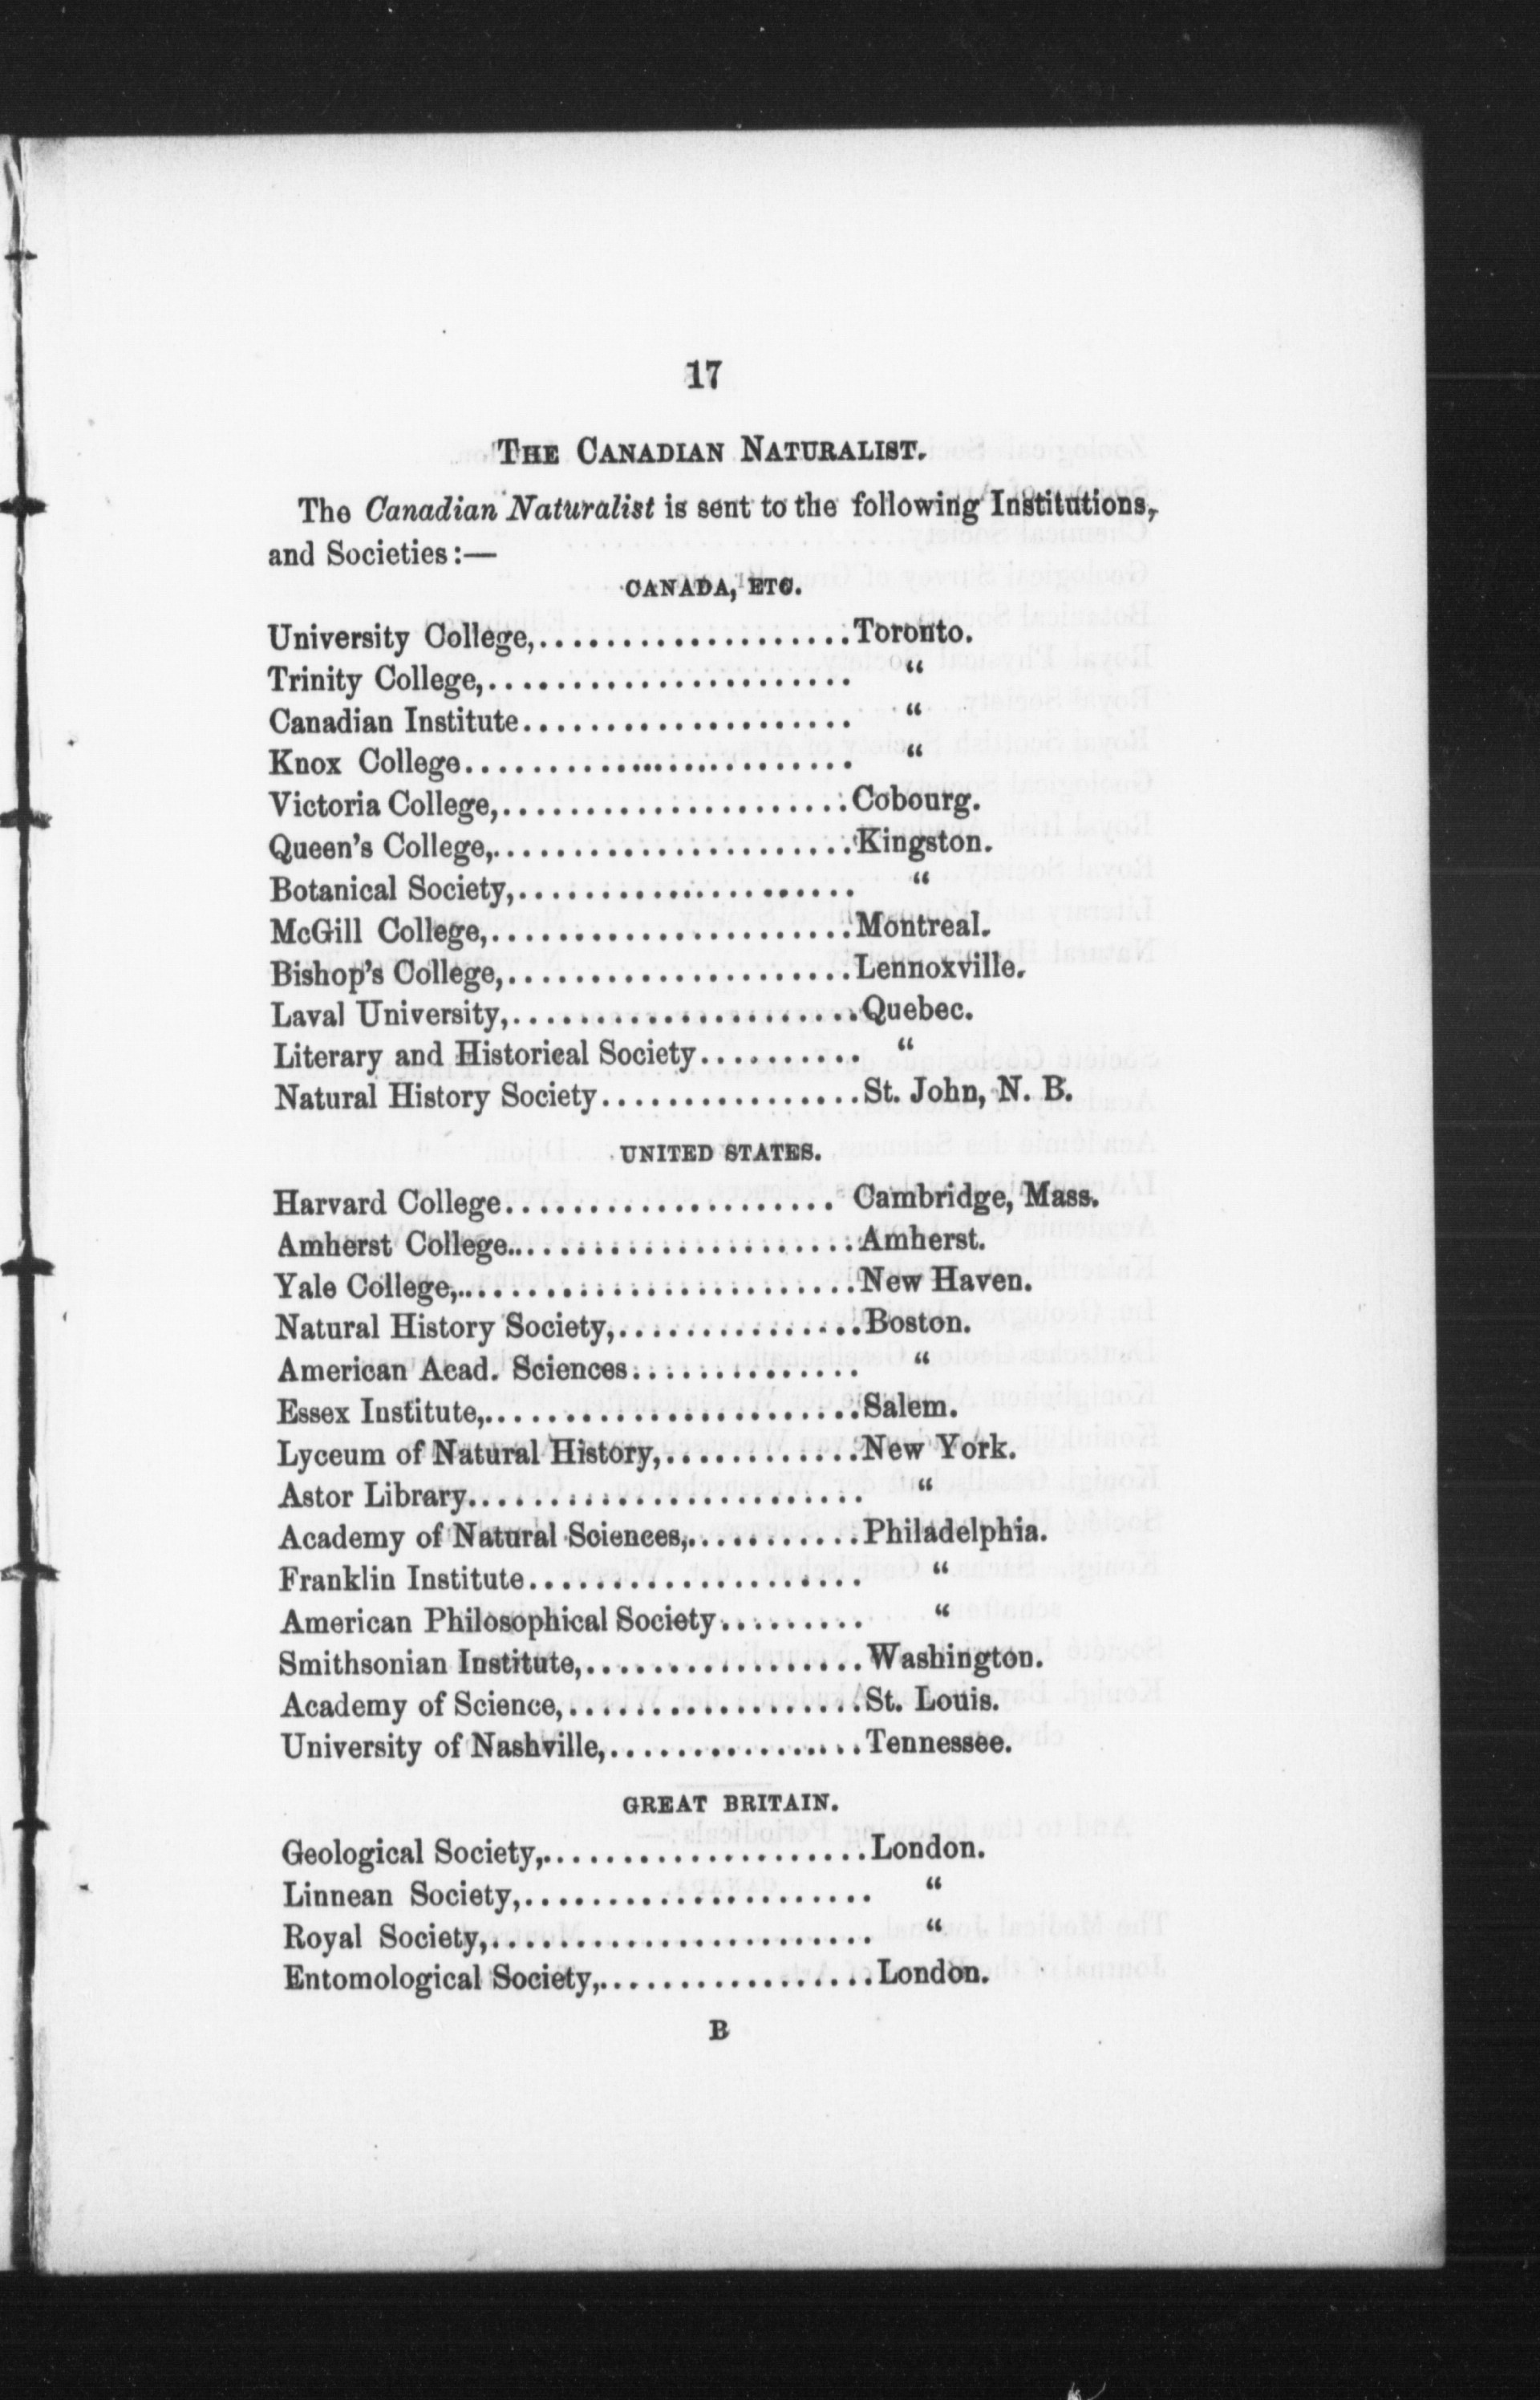 17
THE CANADIAN NATURALIST.
The Canadian Naturalist is sent to the following Institutions,
and Societies:—
CANADA, ETC.
University College,...................Toronto.
Trinity College,...................... “
Canadian Institute.................... “
Knox College....................... “
Victoria College,.....................Cobourg.
Queen's College,......................Kingston.
Botanical Society,.................... “
McGill College,......................Montreal.
Bishop's College,.....................Lennoxville.
Laval University,.....................Quebec.
Literary and Historical Society.......... “
Natural History Society................St. John, N. B.
UNITED STATES.
Harvard College.................... Cambridge, Mass.
Amherst College......................Amherst.
Yale College,........................New Haven.
Natural History Society,...............Boston.
American Acad. Sciences.............. “
Essex Institute,.......................Salem.
Lyceum of Natural History,............New York.
Astor Library........................ “
Academy of Natural Sciences,...........Philadelphia.
Franklin Institute.................... “
American Philosophical Society......... “
Smithsonian Institute,.................Washington.
Academy of Science,..................St. Louis.
University of Nashville,...............Tennessee.
GREAT BRITAIN.
Geological Society,....................London.
Linnean Society,..................... “
Royal Society,....................... “
Entomological Society,.................London.
B